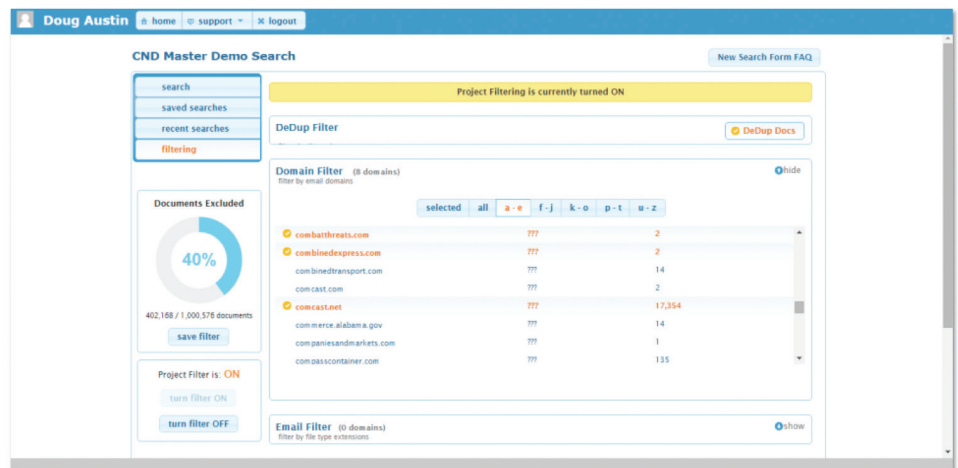 Doug Austin home support logout
CND Master Demo Search
New Search Form FAQ
search
saved searches
recent searches
filtering
Documents Excluded
40%
402,168 / 1,000,576 documents
save filter
Project Filter is: ON
turn filter ON
turn filter OFF
Project Filtering is currently turned ON
DeDup Filter
DeDup Docs
Domain Filter (8 domains)
hide
filter by email domains
selected all a - e f - j k - o p - t u - z
combatthreats.com ??? 2
combinedexpress.com ??? 2
combinedtransport.com ??? 14
comcast.com ??? 2
comcast.net ??? 17,354
commerce.alabama.gov ??? 14
companiesandmarkets.com ??? 1
compasscontainer.com ??? 135
Email Filter (0 domains)
show
filter by file type extensions